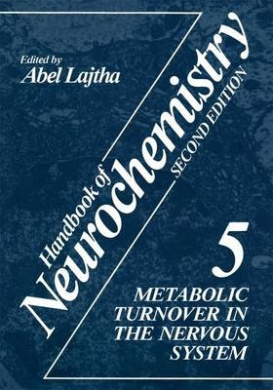 Edited by
Abel Lajtha
Handbook of
Neurochemistry
SECOND EDITION
5
METABOLIC
TURNOVER IN
THE NERVOUS
SYSTEM